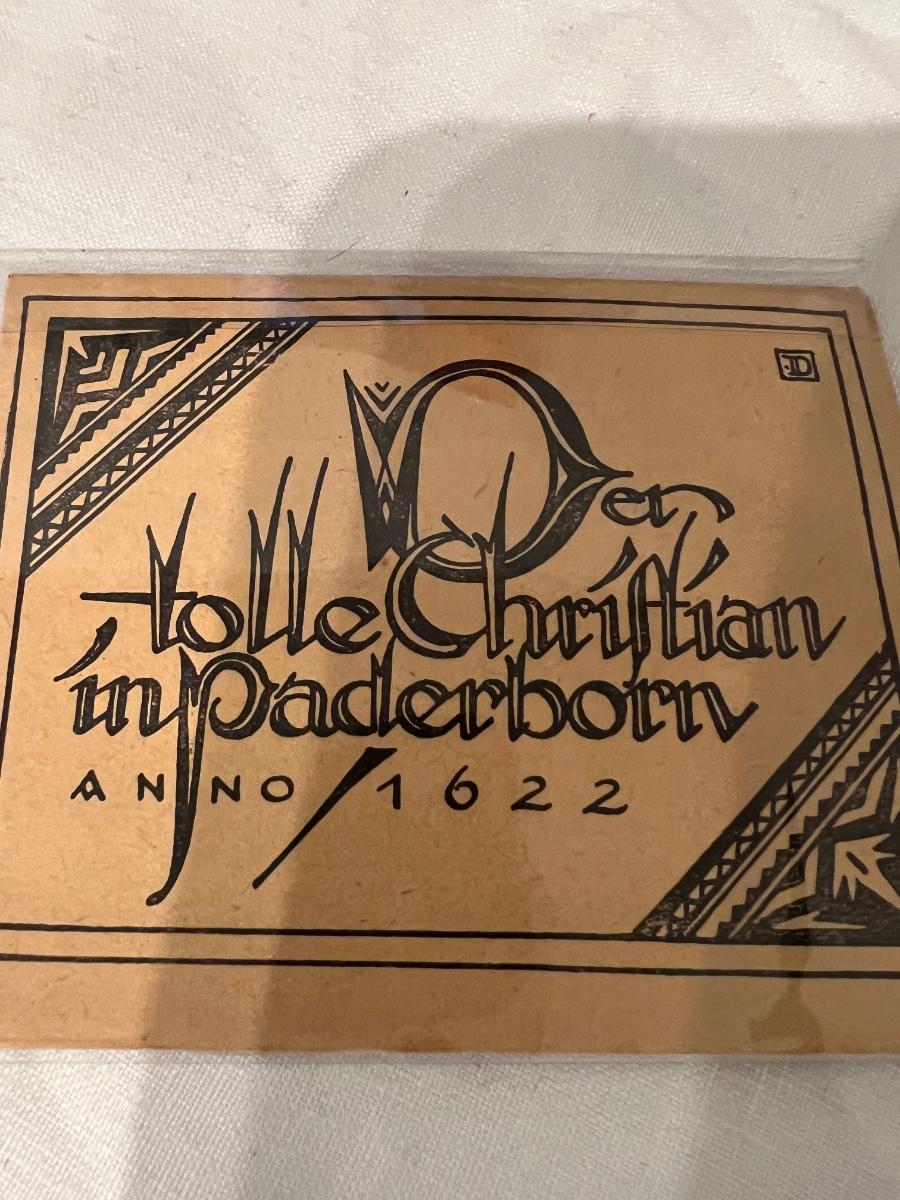 D
Der
tolle Christian
in Paderborn
ANNO 1622